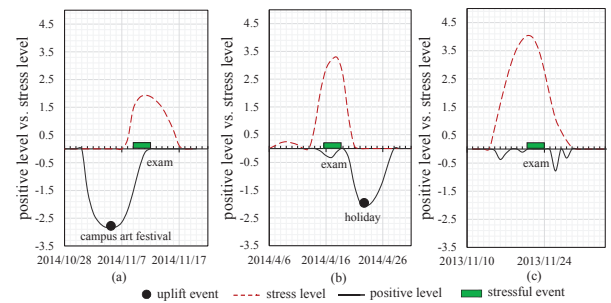 positive level vs. stress level
4.5
3.5
2.5
1.5
0.5
-0.5
-1.5
-2.5
-3.5
exam
campus art festival
2014/10/28 2014/11/7 2014/11/17
(a)
positive level vs. stress level
4.5
3.5
2.5
1.5
0.5
-0.5
-1.5
-2.5
-3.5
exam
holiday
2014/4/6 2014/4/16 2014/4/26
(b)
positive level vs. stress level
4.5
3.5
2.5
1.5
0.5
-0.5
-1.5
-2.5
-3.5
exam
2013/11/10 2013/11/24
(c)
uplift event stress level positive level stressful event